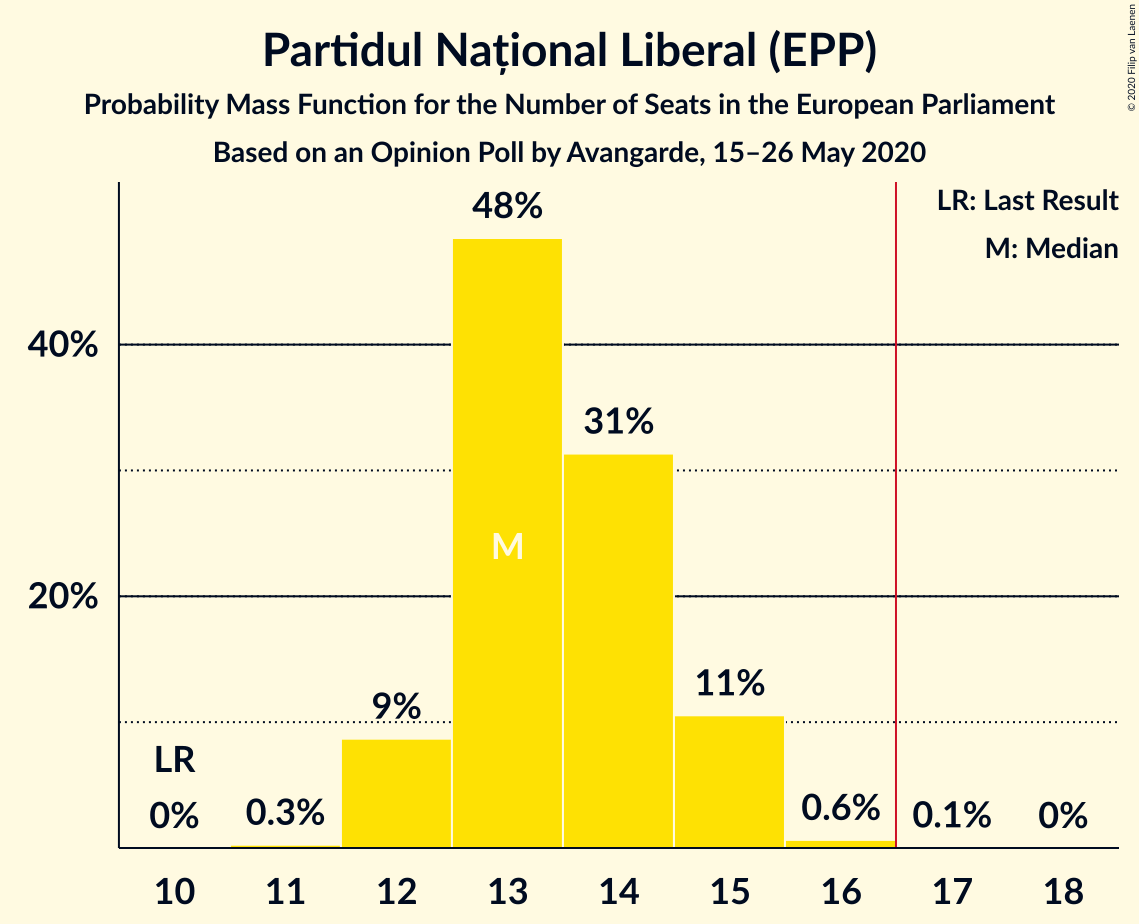 Partidul Național Liberal (EPP)
Probability Mass Function for the Number of Seats in the European Parliament
Based on an Opinion Poll by Avangarde, 15–26 May 2020
© 2020 Filip van Laenen
LR: Last Result
M: Median
48%
40%
31%
M
20%
11%
9%
LR
0%
0.3%
0.6%
0.1%
0%
10 11 12 13 14 15 16 17 18